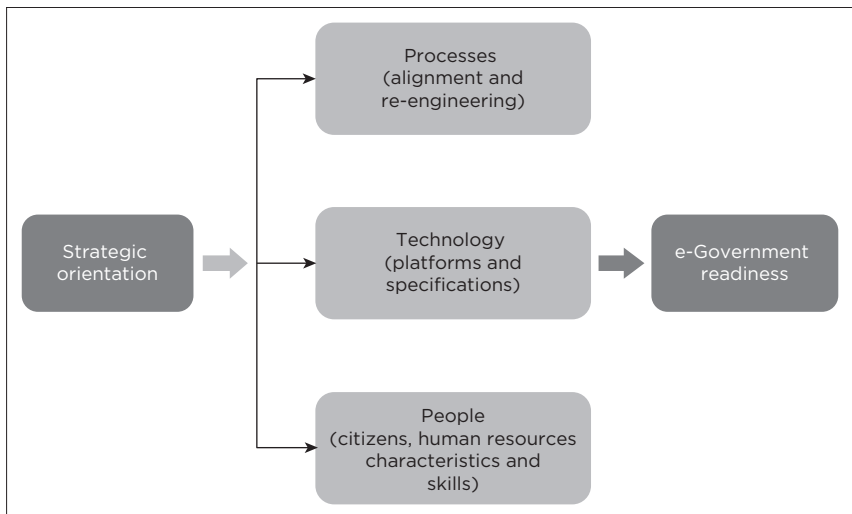 Processes
(alignment and
re-engineering)
Strategic
orientation
Technology
(platforms and
specifications)
e-Government
readiness
People
(citizens, human resources
characteristics and
skills)